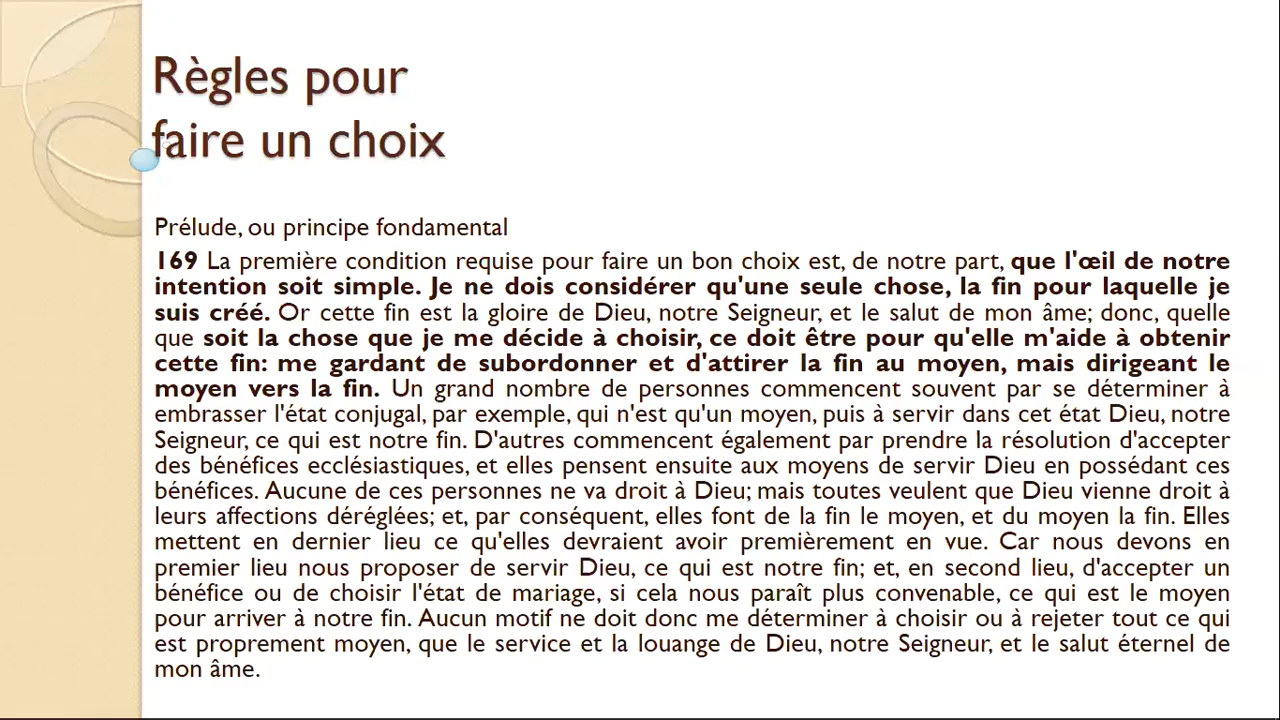 Règles pour
faire un choix
Prélude, ou principe fondamental
169 La première condition requise pour faire un bon choix est, de notre part, que l'œil de notre
intention soit simple. Je ne dois considérer qu'une seule chose, la fin pour laquelle je
suis créé. Or cette fin est la gloire de Dieu, notre Seigneur, et le salut de mon âme; donc, quelle
que soit la chose que je me décide à choisir, ce doit être pour qu'elle m'aide à obtenir
cette fin: me gardant de subordonner et d'attirer la fin au moyen, mais dirigeant le
moyen vers la fin. Un grand nombre de personnes commencent souvent par se déterminer à
embrasser l'état conjugal, par exemple, qui n'est qu'un moyen, puis à servir dans cet état Dieu, notre
Seigneur, ce qui est notre fin. D'autres commencent également par prendre la résolution d'accepter
des bénéfices ecclésiastiques, et elles pensent ensuite aux moyens de servir Dieu en possédant ces
bénéfices. Aucune de ces personnes ne va droit à Dieu; mais toutes veulent que Dieu vienne droit à
leurs affections déréglées; et, par conséquent, elles font de la fin le moyen, et du moyen la fin. Elles
mettent en dernier lieu ce qu'elles devraient avoir premièrement en vue. Car nous devons en
premier lieu nous proposer de servir Dieu, ce qui est notre fin; et, en second lieu, d'accepter un
bénéfice ou de choisir l'état de mariage, si cela nous paraît plus convenable, ce qui est le moyen
pour arriver à notre fin. Aucun motif ne doit donc me déterminer à choisir ou à rejeter tout ce qui
est proprement moyen, que le service et la louange de Dieu, notre Seigneur, et le salut éternel de
mon âme.